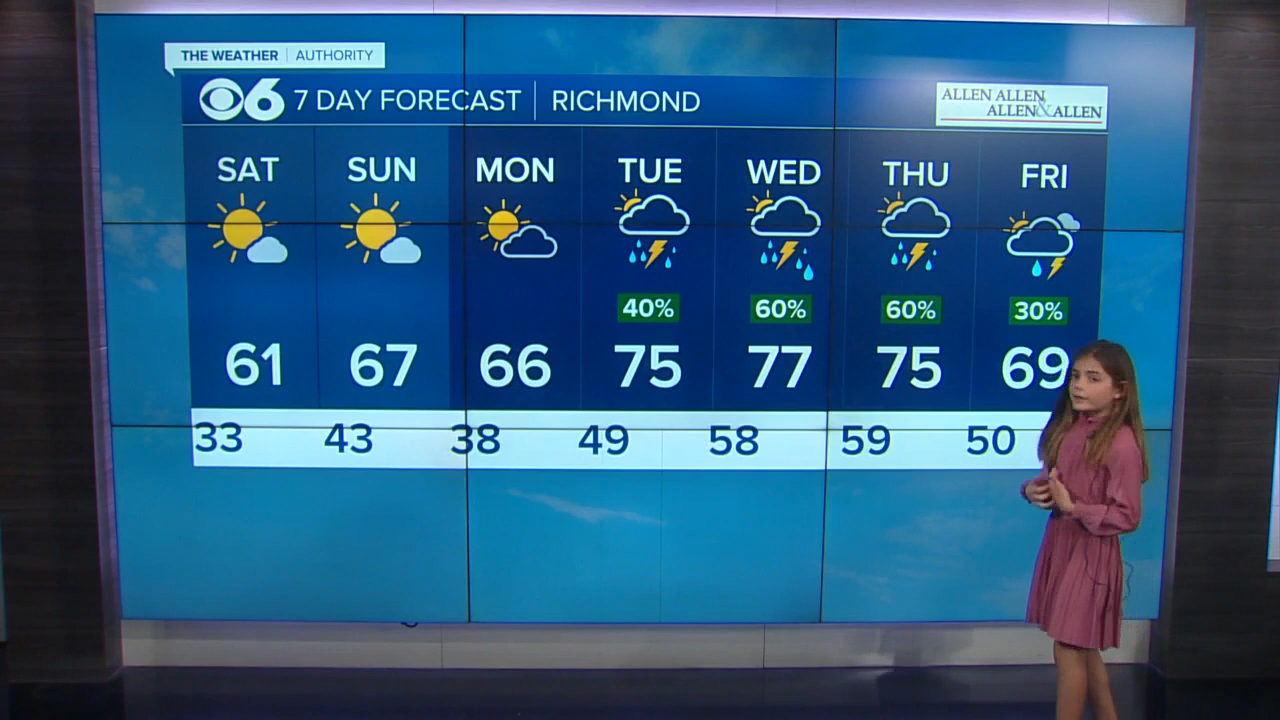 THE WEATHER | AUTHORITY
6 7 DAY FORECAST | RICHMOND
ALLEN ALLEN
ALLEN & ALLEN
SAT SUN MON TUE WED THU FRI
40% 60% 60% 30%
61 67 66 75 77 75 69
33 43 38 49 58 59 50